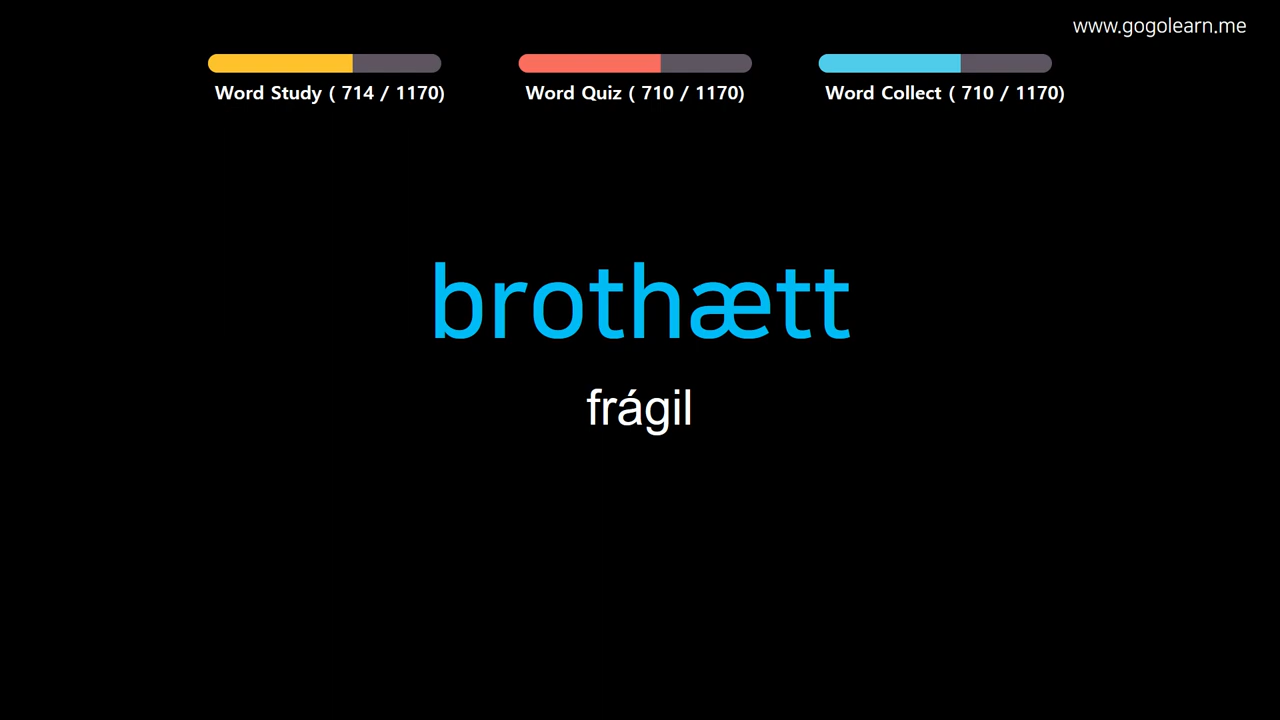 www.gogolearn.me
Word Study ( 714 / 1170)
Word Quiz ( 710 / 1170)
Word Collect ( 710 / 1170)
brothætt
frágil